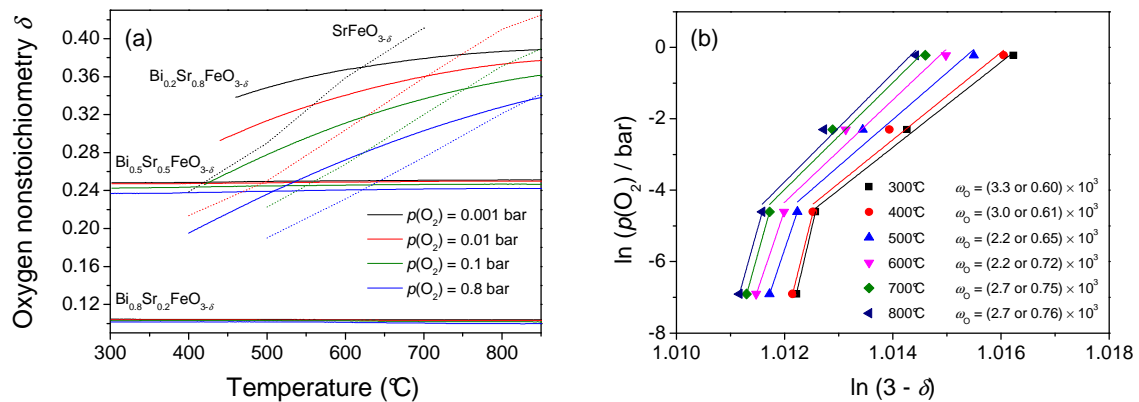 (a)
SrFeO3-δ
Bi0.2Sr0.8FeO3-δ
Bi0.5Sr0.5FeO3-δ
Bi0.8Sr0.2FeO3-δ
p(O2) = 0.001 bar
p(O2) = 0.01 bar
p(O2) = 0.1 bar
p(O2) = 0.8 bar
Oxygen nonstoichiometry δ
0.40
0.36
0.32
0.28
0.24
0.20
0.16
0.12
300 400 500 600 700 800
Temperature (°C)
(b)
ln (p(O2) / bar)
0
-2
-4
-6
-8
300°C ωO = (3.3 or 0.60) × 10³
400°C ωO = (3.0 or 0.61) × 10³
500°C ωO = (2.2 or 0.65) × 10³
600°C ωO = (2.2 or 0.72) × 10³
700°C ωO = (2.7 or 0.75) × 10³
800°C ωO = (2.7 or 0.76) × 10³
1.010 1.012 1.014 1.016 1.018
ln (3 - δ)